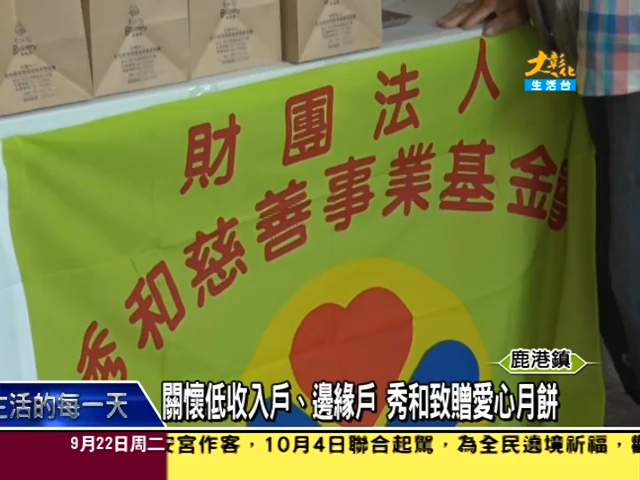 大彰化
生活台
財團法人
秀和慈善事業基金會
鹿港鎮
關懷低收入戶、邊緣戶 秀和致贈愛心月餅
生活的每一天
9月22日周二
安宮作客，10月4日聯合起駕，為全民遶境祈福，